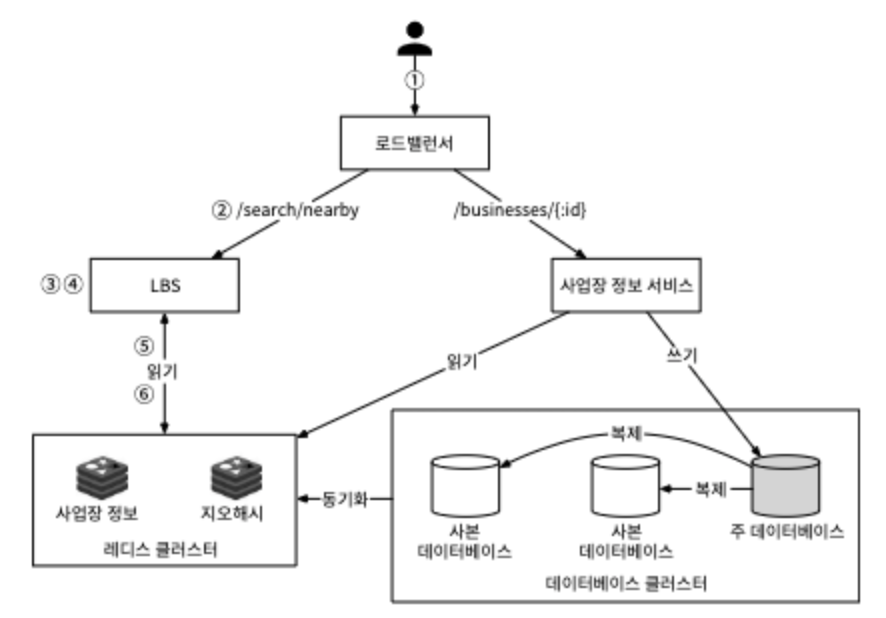 ①
로드밸런서
② /search/nearby
/businesses/{:id}
③④
LBS
사업장 정보 서비스
⑤
읽기
⑥
읽기
쓰기
복제
복제
사업장 정보
지오해시
레디스 클러스터
동기화
사본
데이터베이스
사본
데이터베이스
주 데이터베이스
데이터베이스 클러스터